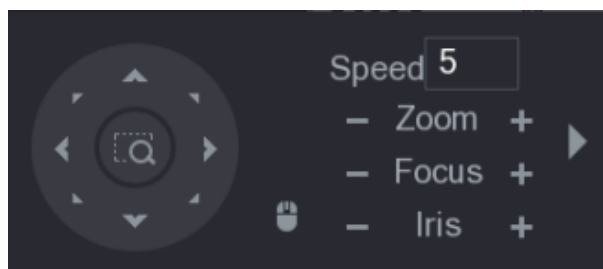 Speed 5
− Zoom +
− Focus +
− Iris +